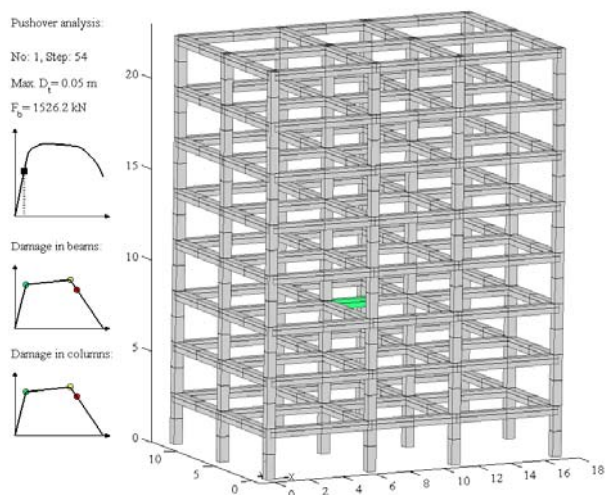 Pushover analysis:
No: 1, Step: 54
Max. Dₜ= 0.05 m
F_b= 1526.2 kN
Damage in beams:
Damage in columns:
20
15
10
5
0
10
5
0
X
0
2
4
6
8
10
12
14
16
18